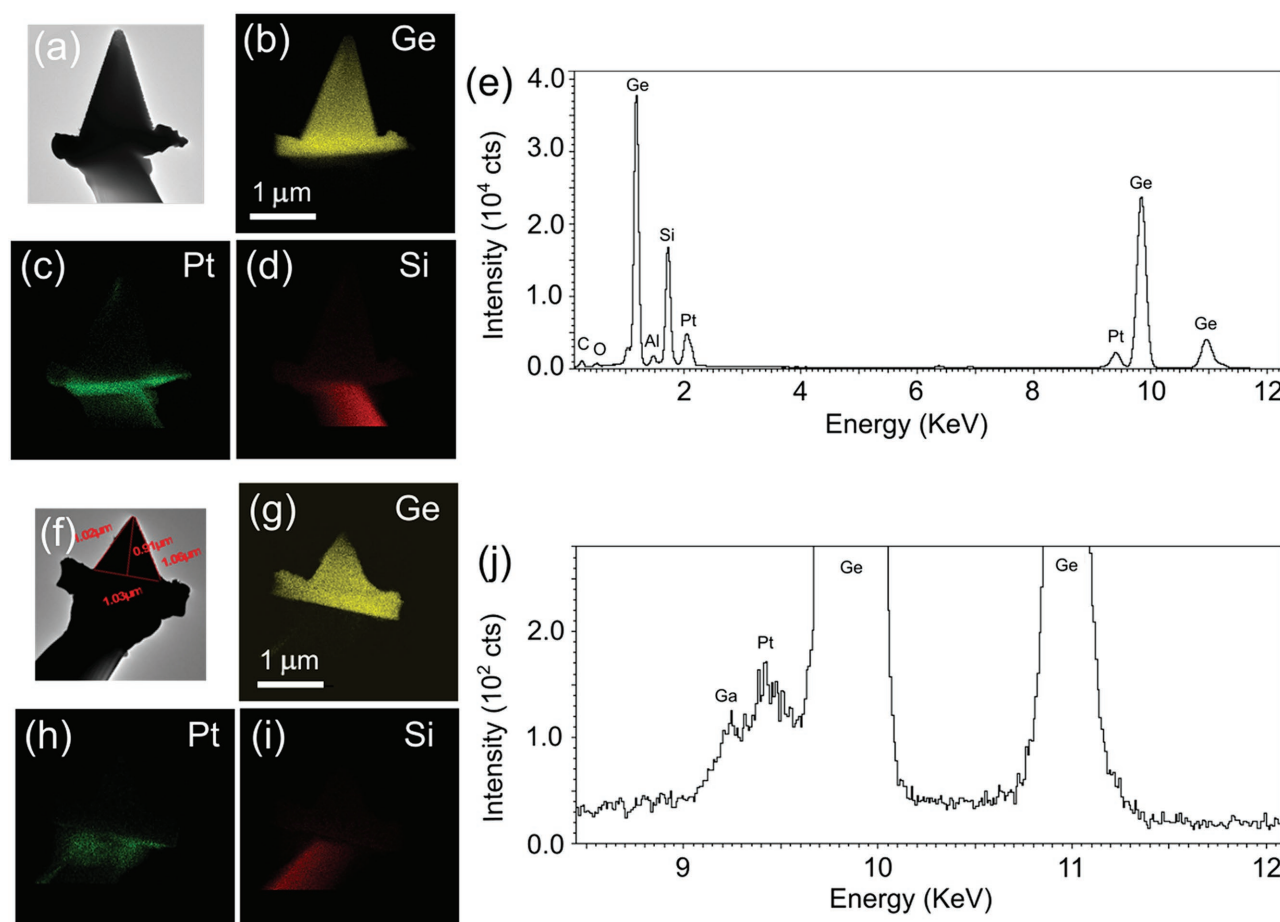 (a)
(b) Ge
1 μm
(c) Pt
(d) Si
(e)
4.0
3.0
2.0
1.0
0.0
Intensity (10⁴ cts)
C
O
Ge
Al
Si
Pt
Pt
Ge
Ge
2 4 6 8 10 12
Energy (KeV)
(f)
1.02μm
0.91μm
1.06μm
1.03μm
(g) Ge
1 μm
(h) Pt
(i) Si
(j)
2.0
1.0
0.0
Intensity (10² cts)
Ga
Pt
Ge
Ge
9 10 11 12
Energy (KeV)